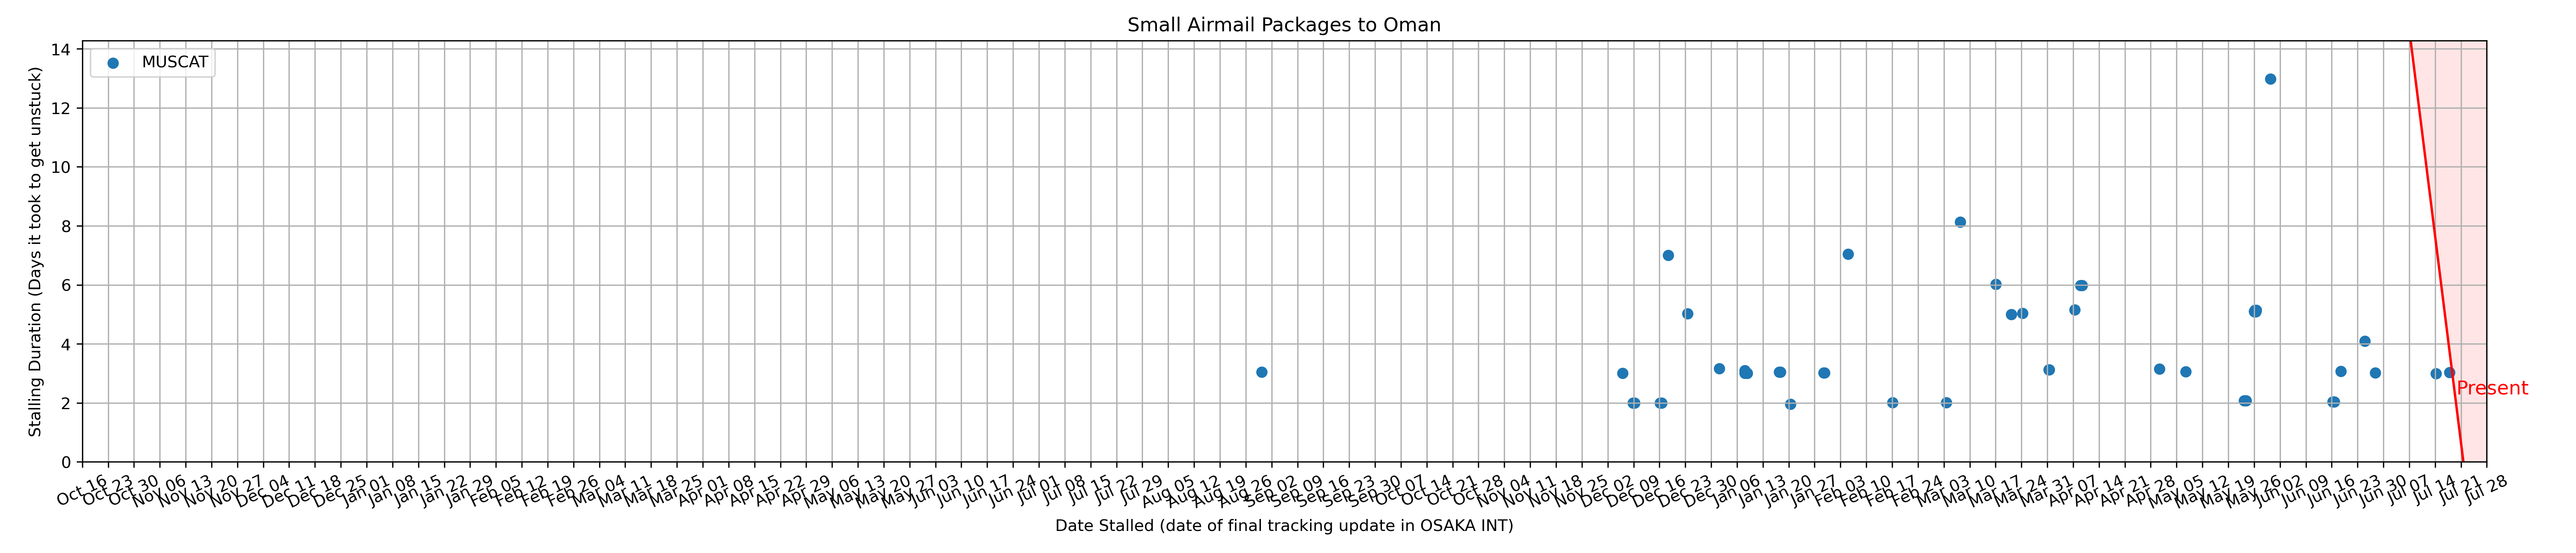 Small Airmail Packages to Oman
MUSCAT
Stalling Duration (Days it took to get unstuck)
14
12
10
8
6
4
2
0
Present
Oct 16
Oct 23
Oct 30
Nov 06
Nov 13
Nov 20
Nov 27
Dec 04
Dec 11
Dec 18
Dec 25
Jan 01
Jan 08
Jan 15
Jan 22
Jan 29
Feb 05
Feb 12
Feb 19
Feb 26
Mar 04
Mar 11
Mar 18
Mar 25
Apr 01
Apr 08
Apr 15
Apr 22
Apr 29
May 06
May 13
May 20
May 27
Jun 03
Jun 10
Jun 17
Jun 24
Jul 01
Jul 08
Jul 15
Jul 22
Jul 29
Aug 05
Aug 12
Aug 19
Aug 26
Sep 02
Sep 09
Sep 16
Sep 23
Sep 30
Oct 07
Oct 14
Oct 21
Oct 28
Nov 04
Nov 11
Nov 18
Nov 25
Dec 02
Dec 09
Dec 16
Dec 23
Dec 30
Jan 06
Jan 13
Jan 20
Jan 27
Feb 03
Feb 10
Feb 17
Feb 24
Mar 03
Mar 10
Mar 17
Mar 24
Mar 31
Apr 07
Apr 14
Apr 21
Apr 28
May 05
May 12
May 19
May 26
Jun 02
Jun 09
Jun 16
Jun 23
Jun 30
Jul 07
Jul 14
Jul 21
Jul 28
Date Stalled (date of final tracking update in OSAKA INT)